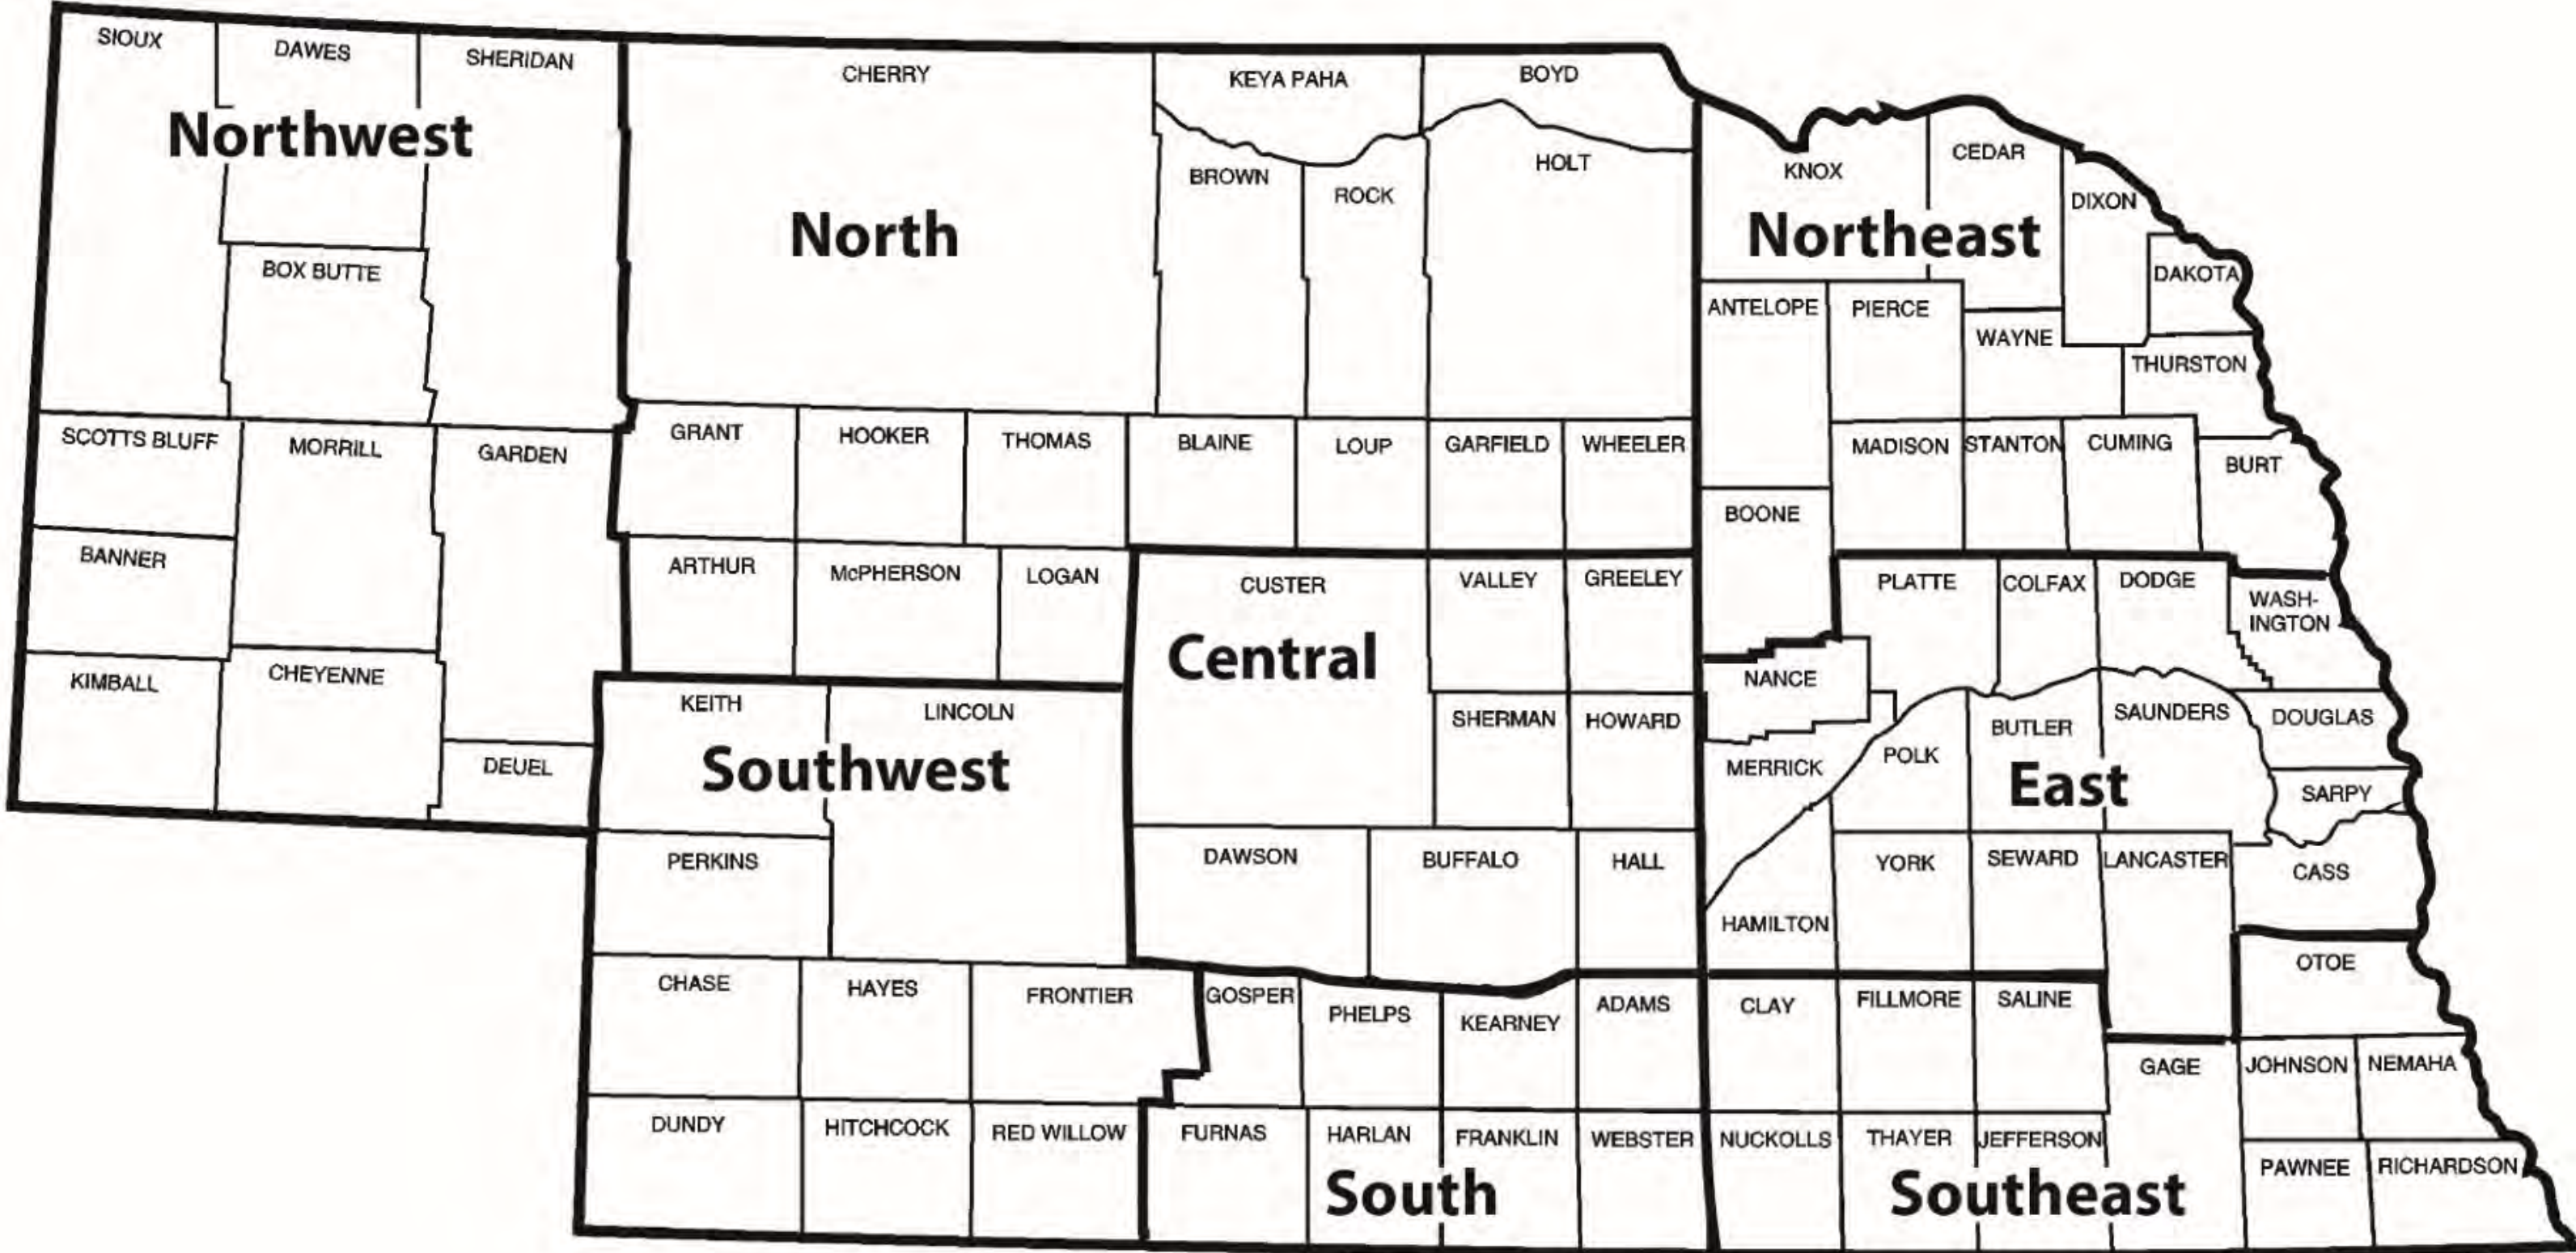 SIOUX
DAWES
SHERIDAN
CHERRY
KEYA PAHA
BOYD
Northwest
BROWN
ROCK
HOLT
KNOX
CEDAR
DIXON
North
Northeast
DAKOTA
BOX BUTTE
ANTELOPE
PIERCE
WAYNE
THURSTON
SCOTTS BLUFF
MORRILL
GARDEN
GRANT
HOOKER
THOMAS
BLAINE
LOUP
GARFIELD
WHEELER
MADISON
STANTON
CUMING
BURT
BOONE
BANNER
ARTHUR
McPHERSON
LOGAN
CUSTER
VALLEY
GREELEY
PLATTE
COLFAX
DODGE
WASH-
INGTON
Central
KIMBALL
CHEYENNE
NANCE
KEITH
LINCOLN
SHERMAN
HOWARD
BUTLER
SAUNDERS
DOUGLAS
Southwest
DEUEL
MERRICK
POLK
East
SARPY
PERKINS
DAWSON
BUFFALO
HALL
YORK
SEWARD
LANCASTER
CASS
HAMILTON
OTOE
CHASE
HAYES
FRONTIER
GOSPER
PHELPS
KEARNEY
ADAMS
CLAY
FILLMORE
SALINE
GAGE
JOHNSON
NEMAHA
DUNDY
HITCHCOCK
RED WILLOW
FURNAS
HARLAN
FRANKLIN
WEBSTER
NUCKOLLS
THAYER
JEFFERSON
PAWNEE
RICHARDSON
South
Southeast